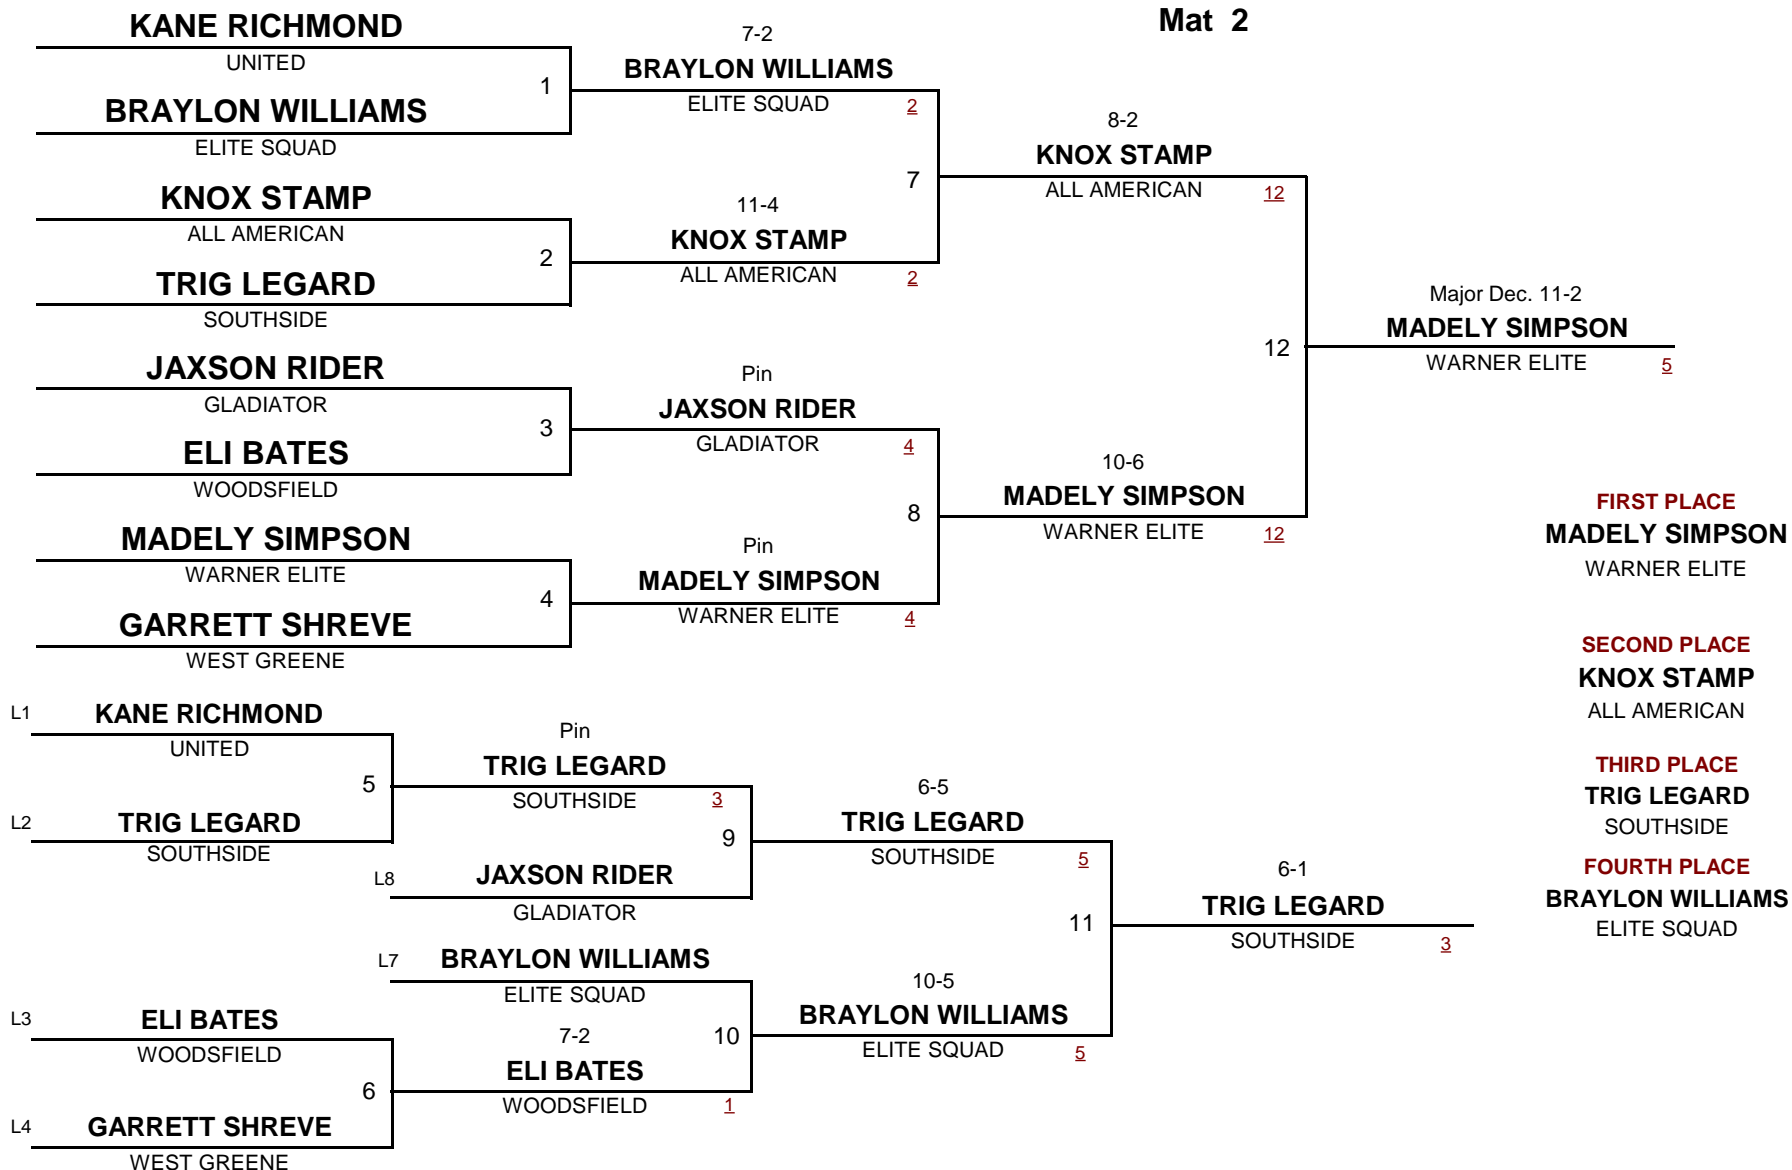 Mat 2
KANE RICHMOND
UNITED
1
BRAYLON WILLIAMS
ELITE SQUAD
KNOX STAMP
ALL AMERICAN
2
TRIG LEGARD
SOUTHSIDE
JAXSON RIDER
GLADIATOR
3
ELI BATES
WOODSFIELD
MADELY SIMPSON
WARNER ELITE
4
GARRETT SHREVE
WEST GREENE
7-2
BRAYLON WILLIAMS
ELITE SQUAD 2
7
11-4
KNOX STAMP
ALL AMERICAN 2
Pin
JAXSON RIDER
GLADIATOR 4
8
Pin
MADELY SIMPSON
WARNER ELITE 4
8-2
KNOX STAMP
ALL AMERICAN 12
12
10-6
MADELY SIMPSON
WARNER ELITE 12
Major Dec. 11-2
MADELY SIMPSON
WARNER ELITE 5
FIRST PLACE
MADELY SIMPSON
WARNER ELITE
SECOND PLACE
KNOX STAMP
ALL AMERICAN
THIRD PLACE
TRIG LEGARD
SOUTHSIDE
FOURTH PLACE
BRAYLON WILLIAMS
ELITE SQUAD
L1 KANE RICHMOND
UNITED
5
L2 TRIG LEGARD
SOUTHSIDE
Pin
TRIG LEGARD
SOUTHSIDE 3
9
L8 JAXSON RIDER
GLADIATOR
L7 BRAYLON WILLIAMS
ELITE SQUAD
10
L3 ELI BATES
WOODSFIELD
6
L4 GARRETT SHREVE
WEST GREENE
7-2
ELI BATES
WOODSFIELD 1
6-5
TRIG LEGARD
SOUTHSIDE 5
11
10-5
BRAYLON WILLIAMS
ELITE SQUAD 5
6-1
TRIG LEGARD
SOUTHSIDE 3